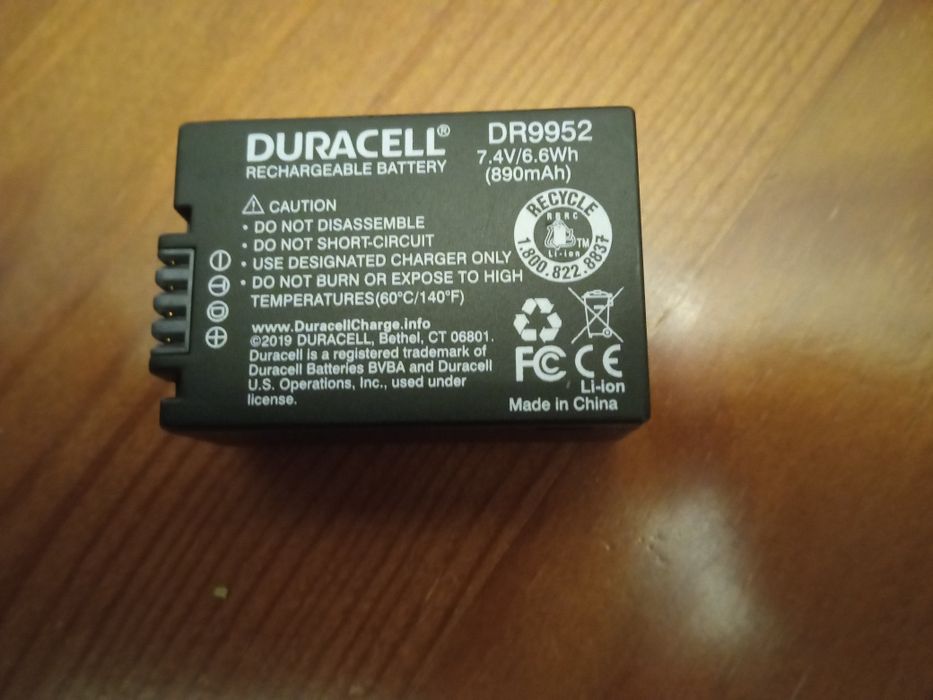 DURACELL®
RECHARGEABLE BATTERY
DR9952
7.4V/6.6Wh
(890mAh)
⚠ CAUTION
• DO NOT DISASSEMBLE
• DO NOT SHORT-CIRCUIT
• USE DESIGNATED CHARGER ONLY
• DO NOT BURN OR EXPOSE TO HIGH
TEMPERATURES(60°C/140°F)
RECYCLE
RBRC
TM
Li-ion
1.800.822.8837
D
www.DuracellCharge.info
©2019 DURACELL, Bethel, CT 06801.
Duracell is a registered trademark of
Duracell Batteries BVBA and Duracell
U.S. Operations, Inc., used under
license.
FC CE
Li-ion
Made in China